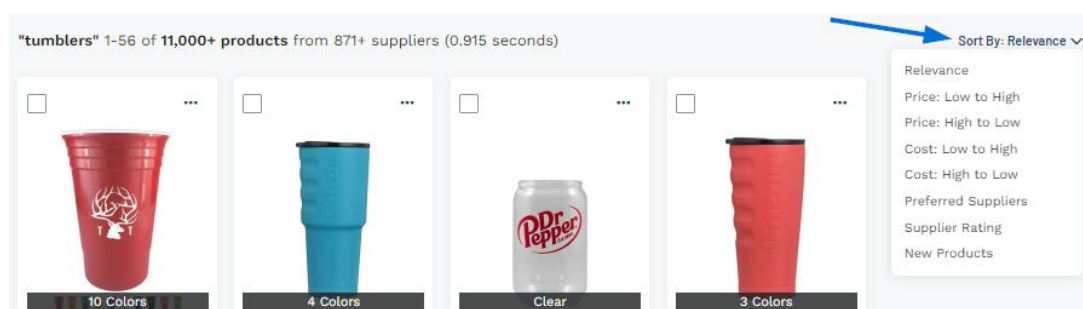 "tumblers" 1-56 of 11,000+ products from 871+ suppliers (0.915 seconds)
Sort By: Relevance
Relevance
Price: Low to High
Price: High to Low
Cost: Low to High
Cost: High to Low
Preferred Suppliers
Supplier Rating
New Products
T T
Dr
Pepper
10 Colors
4 Colors
Clear
3 Colors